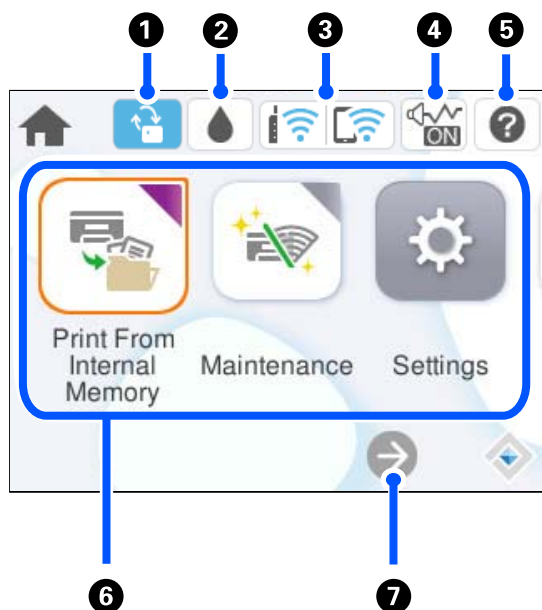 1 2 3 4 5
ON ?
Print From
Internal
Memory
Maintenance
Settings
6 7